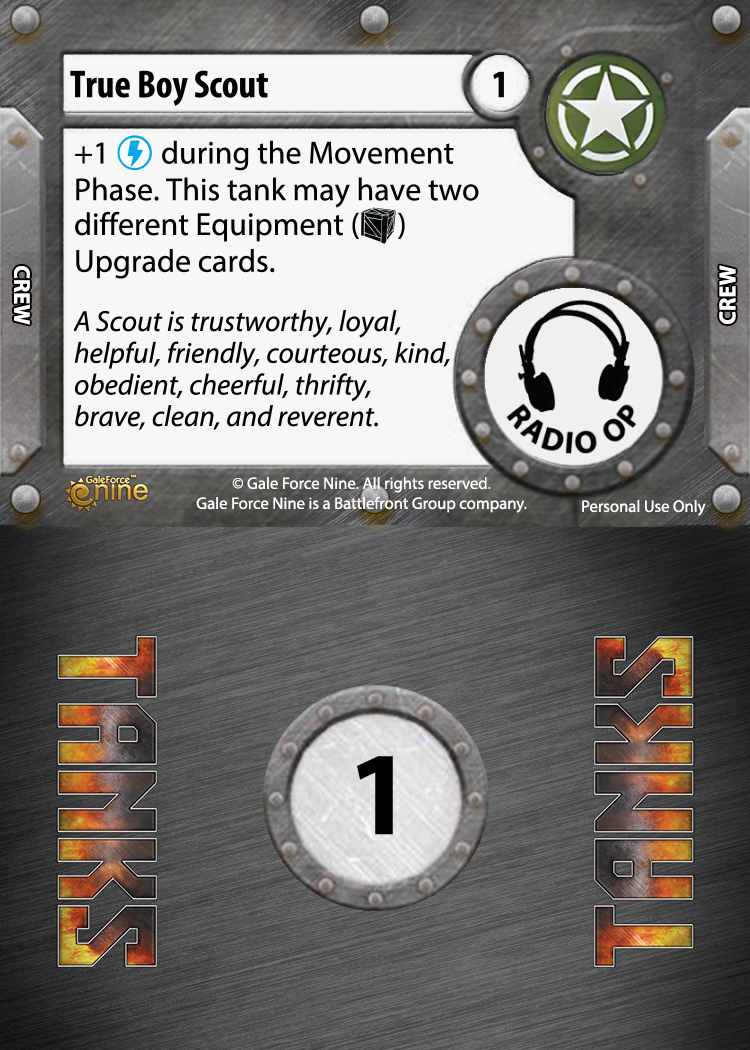 True Boy Scout
1
+1 during the Movement
Phase. This tank may have two
different Equipment ( )
Upgrade cards.
A Scout is trustworthy, loyal,
helpful, friendly, courteous, kind,
obedient, cheerful, thrifty,
brave, clean, and reverent.
CREW
CREW
RADIO OP
GaleForce™
nine
© Gale Force Nine. All rights reserved.
Gale Force Nine is a Battlefront Group company.
Personal Use Only
TANKS
1
TANKS